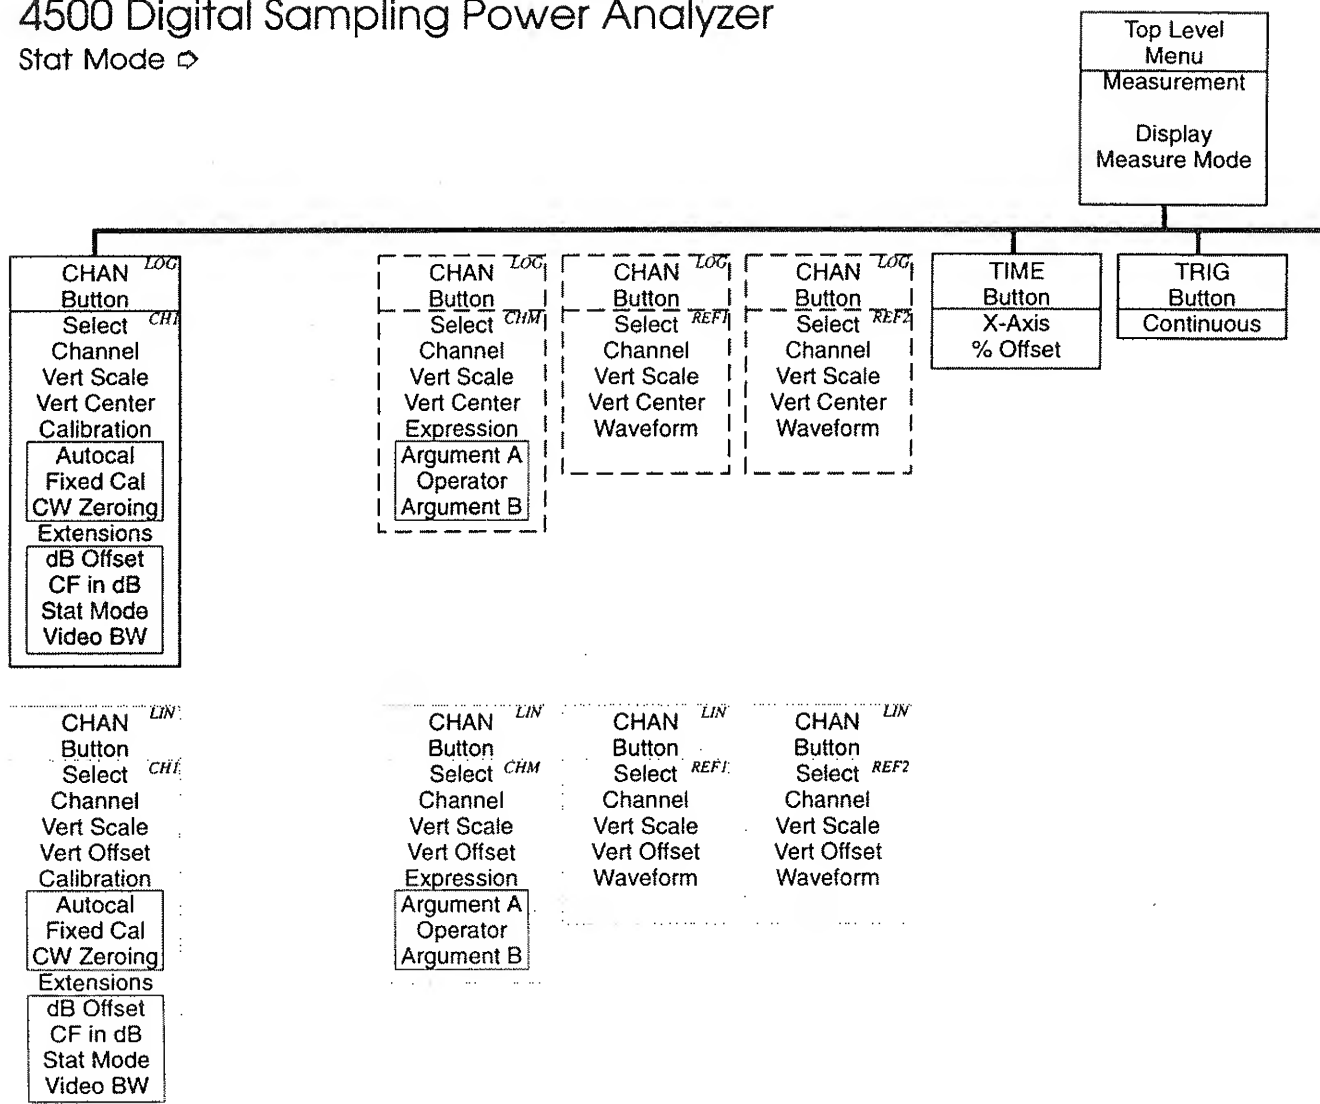 4500 Digital Sampling Power Analyzer
Stat Mode
Top Level
Menu
Measurement
Display
Measure Mode
CHAN LOG
Button
Select CH1
Channel
Vert Scale
Vert Center
Calibration
Autocal
Fixed Cal
CW Zeroing
Extensions
dB Offset
CF in dB
Stat Mode
Video BW
CHAN LOG
Button
Select CHM
Channel
Vert Scale
Vert Center
Expression
Argument A
Operator
Argument B
CHAN LOG
Button
Select REF1
Channel
Vert Scale
Vert Center
Waveform
CHAN LOG
Button
Select REF2
Channel
Vert Scale
Vert Center
Waveform
TIME
Button
X-Axis
% Offset
TRIG
Button
Continuous
CHAN LIN
Button
Select CH1
Channel
Vert Scale
Vert Offset
Calibration
Autocal
Fixed Cal
CW Zeroing
Extensions
dB Offset
CF in dB
Stat Mode
Video BW
CHAN LIN
Button
Select CHM
Channel
Vert Scale
Vert Offset
Expression
Argument A
Operator
Argument B
CHAN LIN
Button
Select REF1
Channel
Vert Scale
Vert Offset
Waveform
CHAN LIN
Button
Select REF2
Channel
Vert Scale
Vert Offset
Waveform